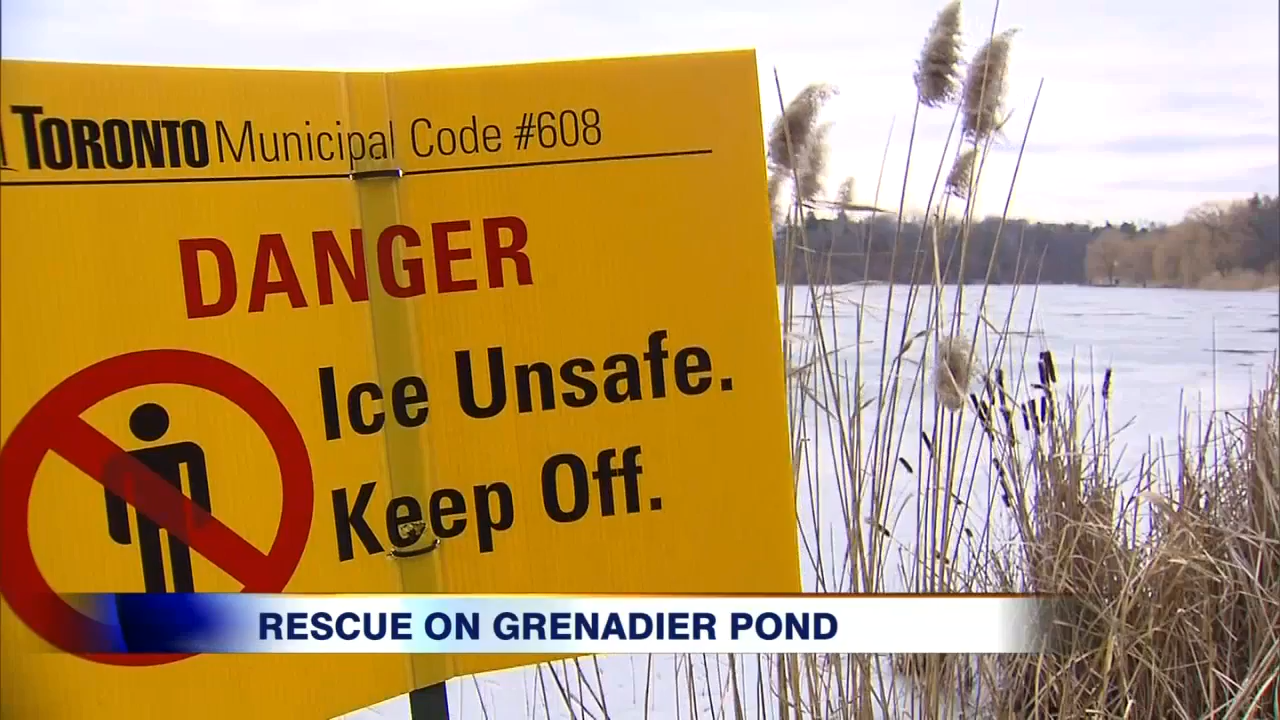 TORONTO Municipal Code #608
DANGER
Ice Unsafe.
Keep Off.
RESCUE ON GRENADIER POND